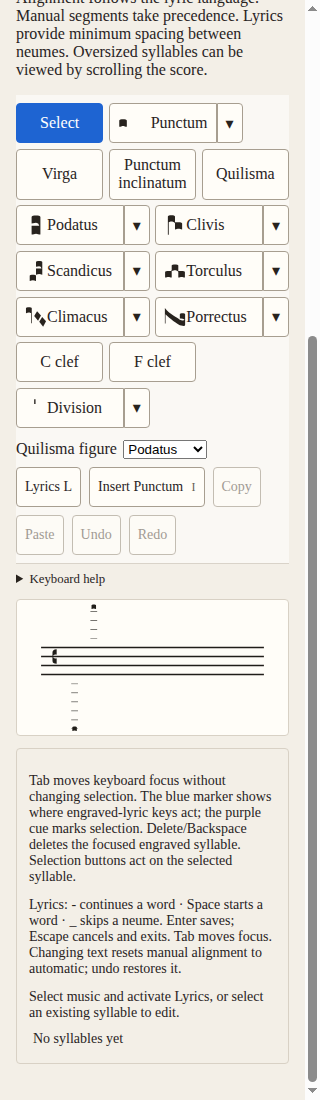 Manual segments take precedence. Lyrics
provide minimum spacing between
neumes. Oversized syllables can be
viewed by scrolling the score.
Select
Punctum ▾
Virga
Punctum
inclinatum
Quilisma
Podatus ▾
Clivis ▾
Scandicus ▾
Torculus ▾
Climacus ▾
Porrectus ▾
C clef
F clef
Division ▾
Quilisma figure Podatus
Lyrics L
Insert Punctum I
Copy
Paste
Undo
Redo
Keyboard help
Tab moves keyboard focus without
changing selection. The blue marker shows
where engraved-lyric keys act; the purple
cue marks selection. Delete/Backspace
deletes the focused engraved syllable.
Selection buttons act on the selected
syllable.
Lyrics: - continues a word · Space starts a
word · _ skips a neume. Enter saves;
Escape cancels and exits. Tab moves focus.
Changing text resets manual alignment to
automatic; undo restores it.
Select music and activate Lyrics, or select
an existing syllable to edit.
No syllables yet